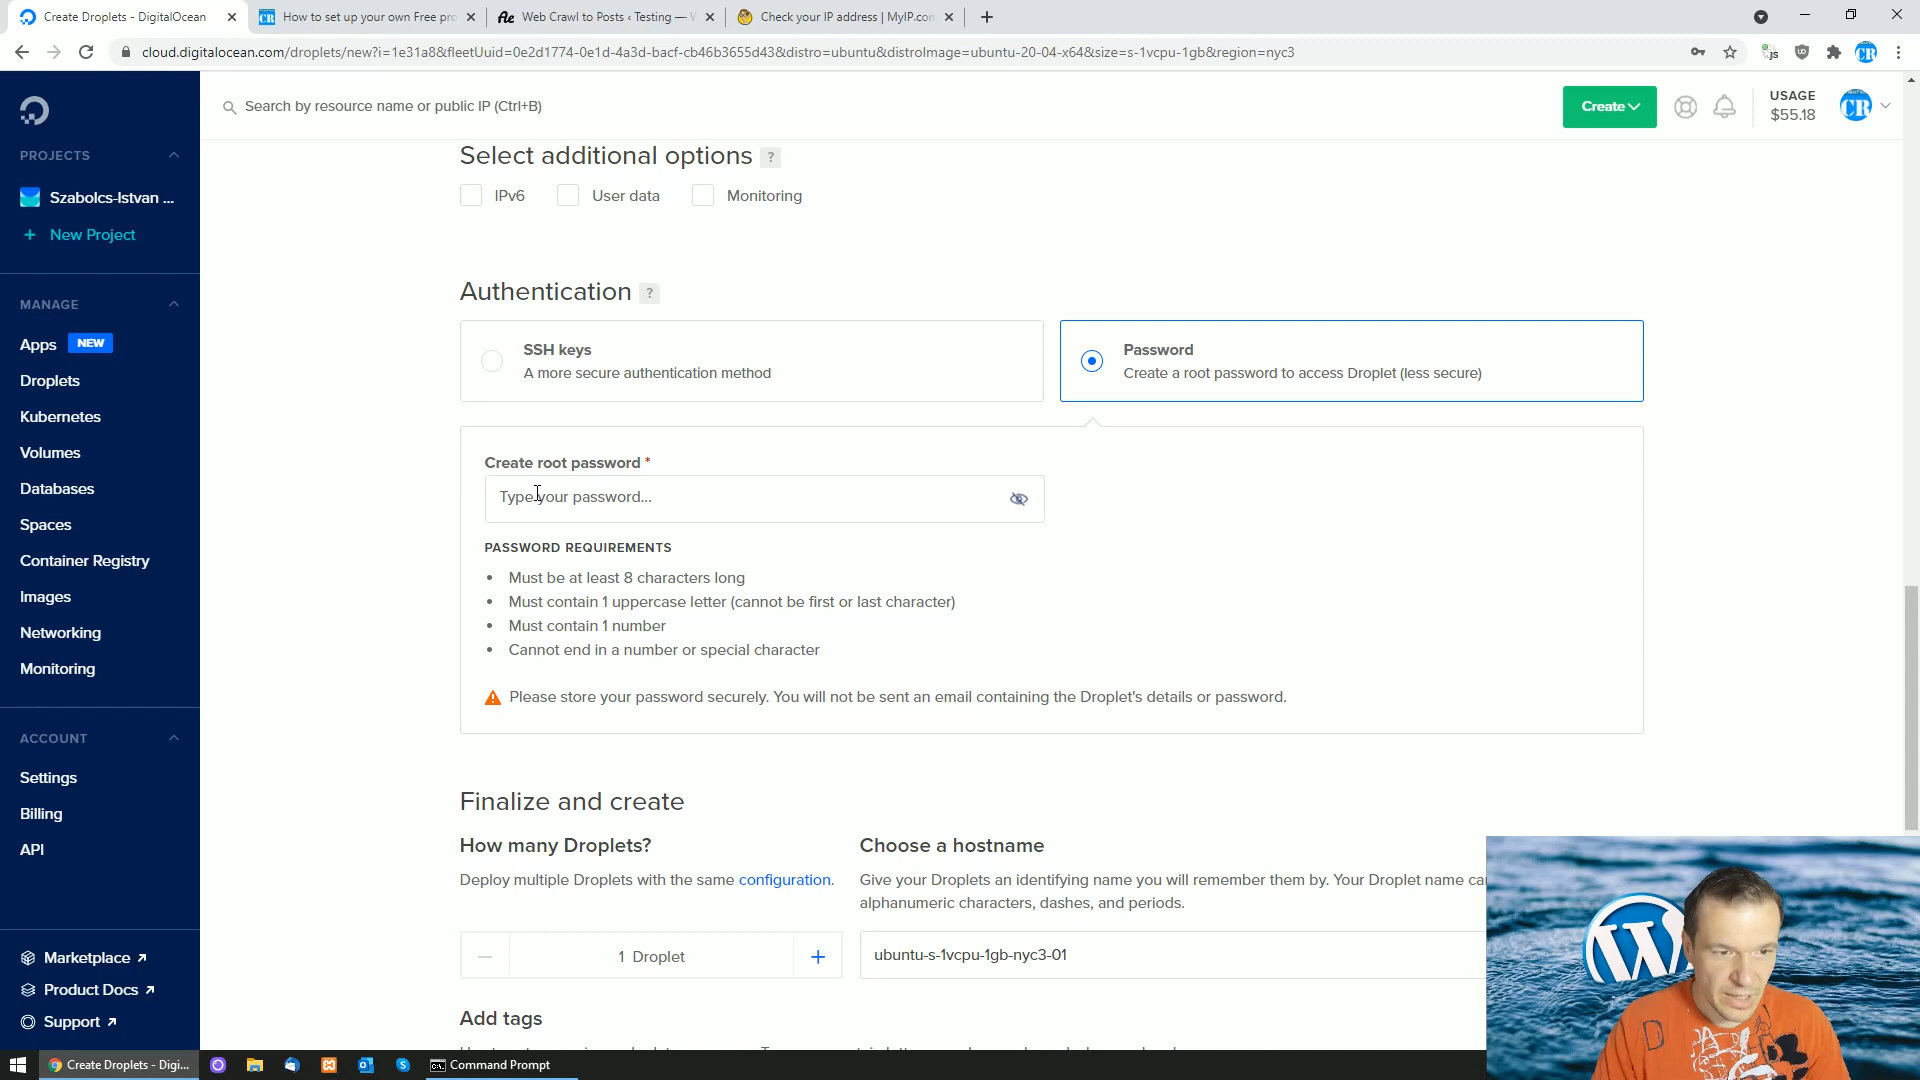 Create Droplets - DigitalOcean
How to set up your own Free pro
Web Crawl to Posts ‹ Testing —
Check your IP address | MyIP.com
cloud.digitalocean.com/droplets/new?i=1e31a8&fleetUuid=0e2d1774-0e1d-4a3d-bacf-cb46b3655d43&distro=ubuntu&distroImage=ubuntu-20-04-x64&size=s-1vcpu-1gb&region=nyc3
Search by resource name or public IP (Ctrl+B)
Create
USAGE
$55.18
CR
PROJECTS
Szabolcs-Istvan ...
+ New Project
MANAGE
Apps NEW
Droplets
Kubernetes
Volumes
Databases
Spaces
Container Registry
Images
Networking
Monitoring
ACCOUNT
Settings
Billing
API
Marketplace
Product Docs
Support
Select additional options ?
IPv6
User data
Monitoring
Authentication ?
SSH keys
A more secure authentication method
Password
Create a root password to access Droplet (less secure)
Create root password *
Type your password...
PASSWORD REQUIREMENTS
• Must be at least 8 characters long
• Must contain 1 uppercase letter (cannot be first or last character)
• Must contain 1 number
• Cannot end in a number or special character
Please store your password securely. You will not be sent an email containing the Droplet's details or password.
Finalize and create
How many Droplets?
Deploy multiple Droplets with the same configuration.
1 Droplet
Choose a hostname
Give your Droplets an identifying name you will remember them by. Your Droplet name
alphanumeric characters, dashes, and periods.
ubuntu-s-1vcpu-1gb-nyc3-01
Add tags
Create Droplets - Digi...
Command Prompt